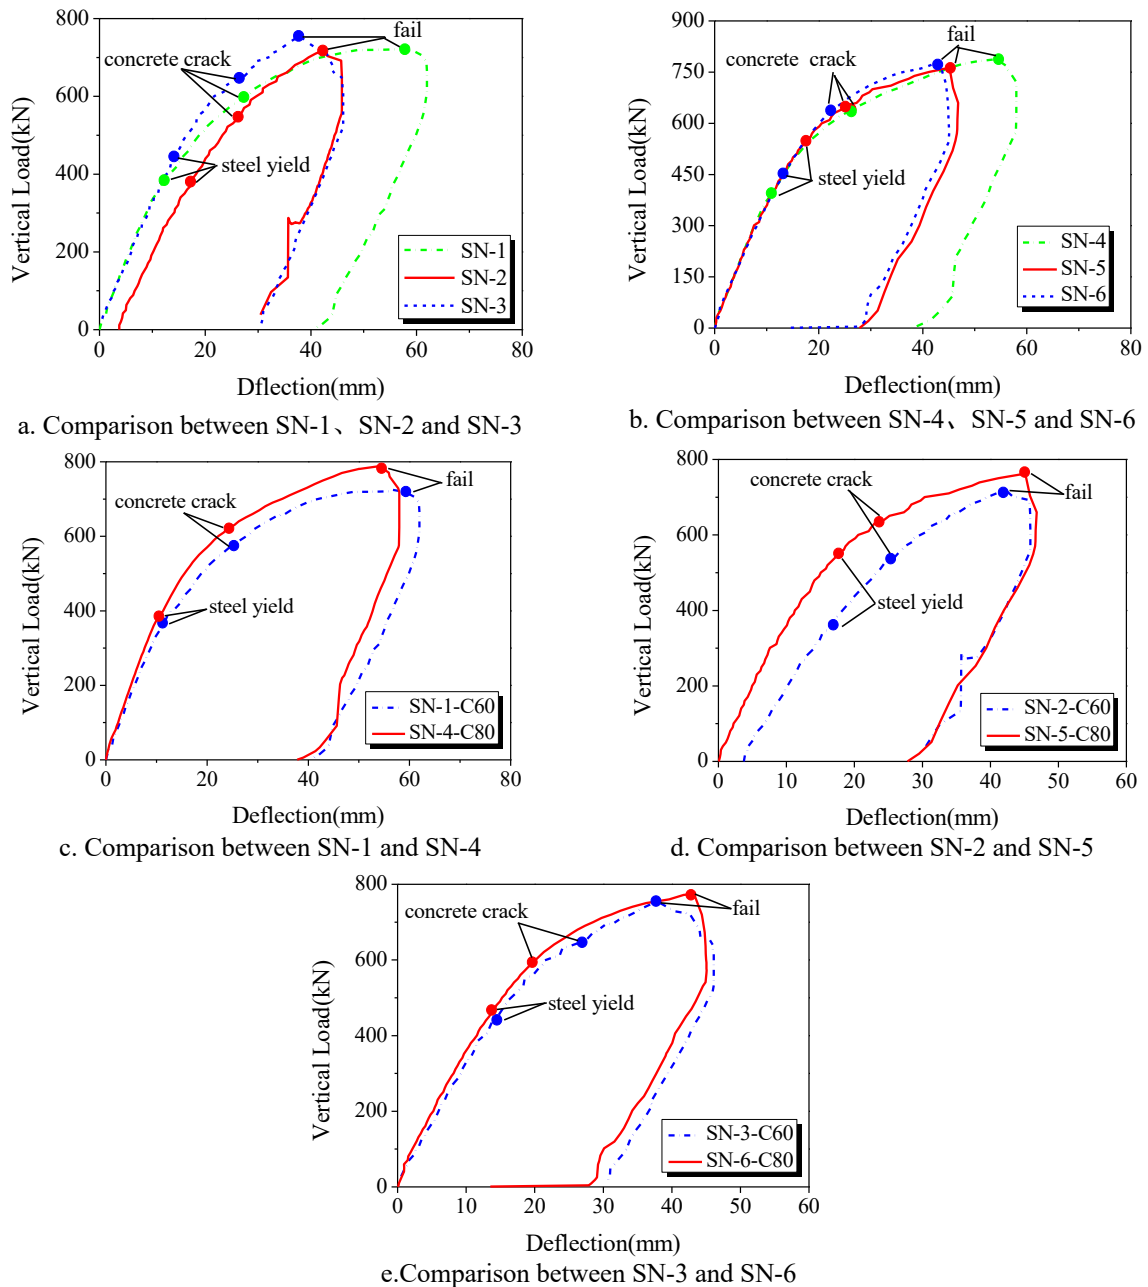 800
600
400
200
0
0 20 40 60 80
Vertical Load(kN)
Dflection(mm)
concrete crack
fail
steel yield
SN-1
SN-2
SN-3
a. Comparison between SN-1、SN-2 and SN-3
900
750
600
450
300
150
0
0 20 40 60 80
Vertical Load(kN)
Deflection(mm)
fail
concrete crack
steel yield
SN-4
SN-5
SN-6
b. Comparison between SN-4、SN-5 and SN-6
800
600
400
200
0
0 20 40 60 80
Vertical Load(kN)
Deflection(mm)
concrete crack
fail
steel yield
SN-1-C60
SN-4-C80
c. Comparison between SN-1 and SN-4
800
600
400
200
0
0 10 20 30 40 50 60
Vertical Load(kN)
Deflection(mm)
concrete crack
fail
steel yield
SN-2-C60
SN-5-C80
d. Comparison between SN-2 and SN-5
800
600
400
200
0
0 10 20 30 40 50 60
Vertical Load(kN)
Deflection(mm)
concrete crack
fail
steel yield
SN-3-C60
SN-6-C80
e.Comparison between SN-3 and SN-6